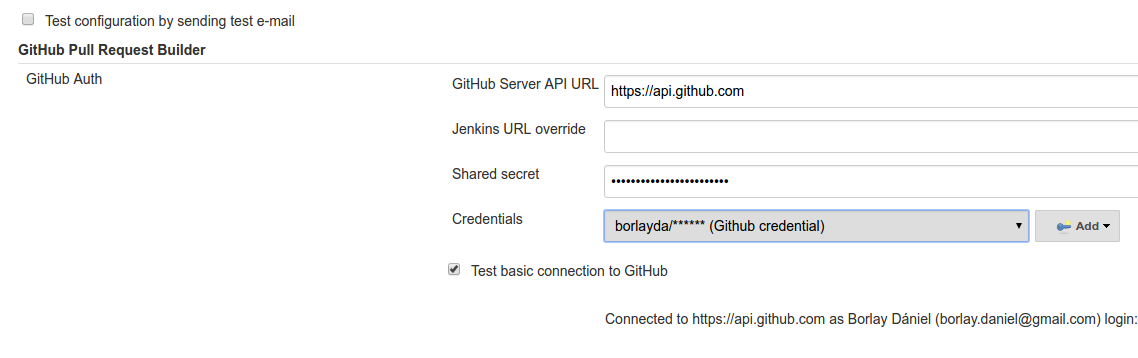 Test configuration by sending test e-mail
GitHub Pull Request Builder
GitHub Auth
GitHub Server API URL
https://api.github.com
Jenkins URL override
Shared secret
••••••••••••••••••••••••
Credentials
borlayda/****** (Github credential)
Add
Test basic connection to GitHub
Connected to https://api.github.com as Borlay Dániel (borlay.daniel@gmail.com) login: